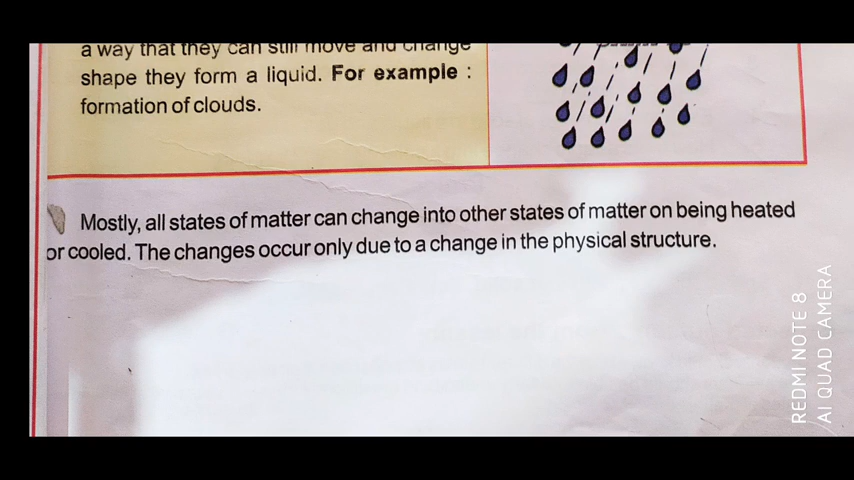 a way that they can still move and change
shape they form a liquid. For example :
formation of clouds.
Mostly, all states of matter can change into other states of matter on being heated
or cooled. The changes occur only due to a change in the physical structure.
REDMI NOTE 8
AI QUAD CAMERA